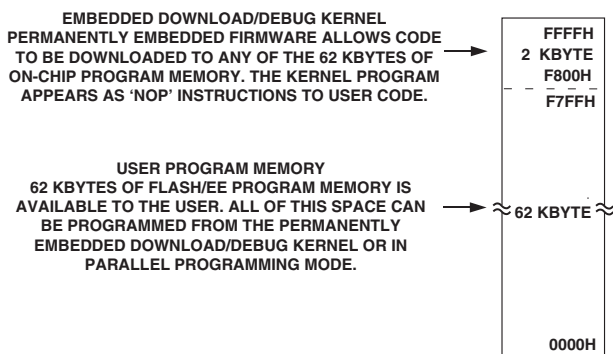 EMBEDDED DOWNLOAD/DEBUG KERNEL
PERMANENTLY EMBEDDED FIRMWARE ALLOWS CODE
TO BE DOWNLOADED TO ANY OF THE 62 KBYTES OF
ON-CHIP PROGRAM MEMORY. THE KERNEL PROGRAM
APPEARS AS ‘NOP’ INSTRUCTIONS TO USER CODE.
FFFFH
2 KBYTE
F800H
F7FFH
USER PROGRAM MEMORY
62 KBYTES OF FLASH/EE PROGRAM MEMORY IS
AVAILABLE TO THE USER. ALL OF THIS SPACE CAN
BE PROGRAMMED FROM THE PERMANENTLY
EMBEDDED DOWNLOAD/DEBUG KERNEL OR IN
PARALLEL PROGRAMMING MODE.
62 KBYTE
0000H